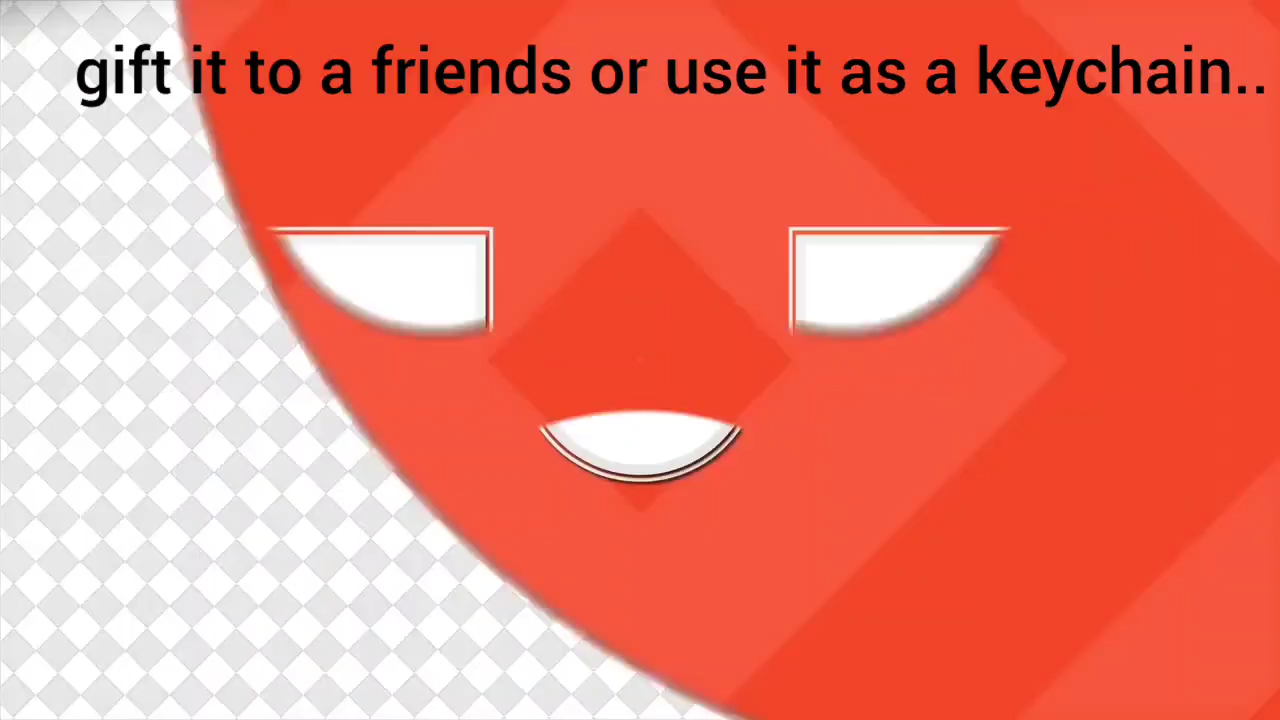 gift it to a friends or use it as a keychain..